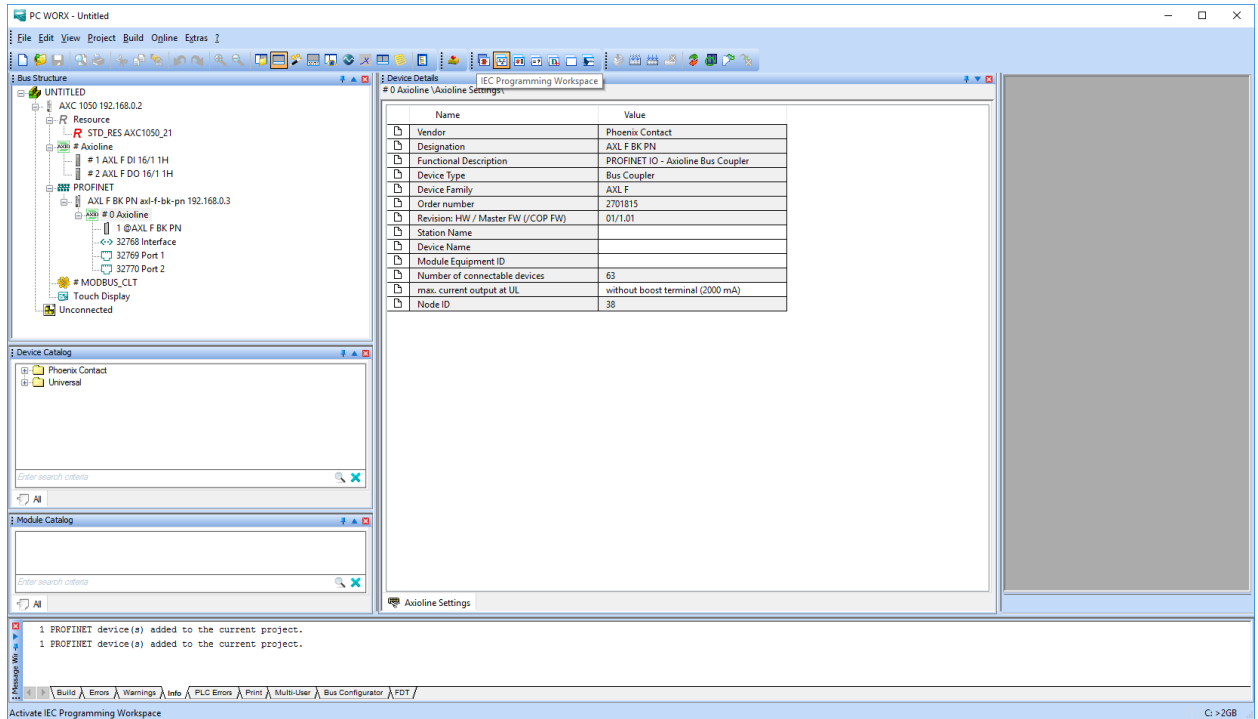 PC WORX - Untitled
File Edit View Project Build Online Extras ?
Bus Structure
UNTITLED
AXC 1050 192.168.0.2
Resource
STD_RES AXC1050_21
# Axioline
# 1 AXL F DI 16/1 1H
# 2 AXL F DO 16/1 1H
PROFINET
AXL F BK PN axl-f-bk-pn 192.168.0.3
# 0 Axioline
1 @AXL F BK PN
32768 Interface
32769 Port 1
32770 Port 2
# MODBUS_CLT
Touch Display
Unconnected
Device Catalog
Phoenix Contact
Universal
Enter search criteria
All
Module Catalog
Enter search criteria
All
Device Details
IEC Programming Workspace
# 0 Axioline \Axioline Settings\
Name Value
Vendor Phoenix Contact
Designation AXL F BK PN
Functional Description PROFINET IO - Axioline Bus Coupler
Device Type Bus Coupler
Device Family AXL F
Order number 2701815
Revision: HW / Master FW (/COP FW) 01/1.01
Station Name
Device Name
Module Equipment ID
Number of connectable devices 63
max. current output at UL without boost terminal (2000 mA)
Node ID 38
Axioline Settings
1 PROFINET device(s) added to the current project.
1 PROFINET device(s) added to the current project.
Message Wir
Build Errors Warnings Info PLC Errors Print Multi-User Bus Configurator FDT
Activate IEC Programming Workspace C: >2GB